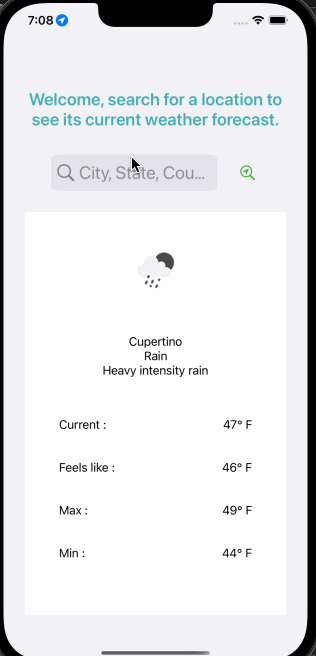 7:08
Welcome, search for a location to
see its current weather forecast.
City, State, Cou...
Cupertino
Rain
Heavy intensity rain
Current : 47° F
Feels like : 46° F
Max : 49° F
Min : 44° F